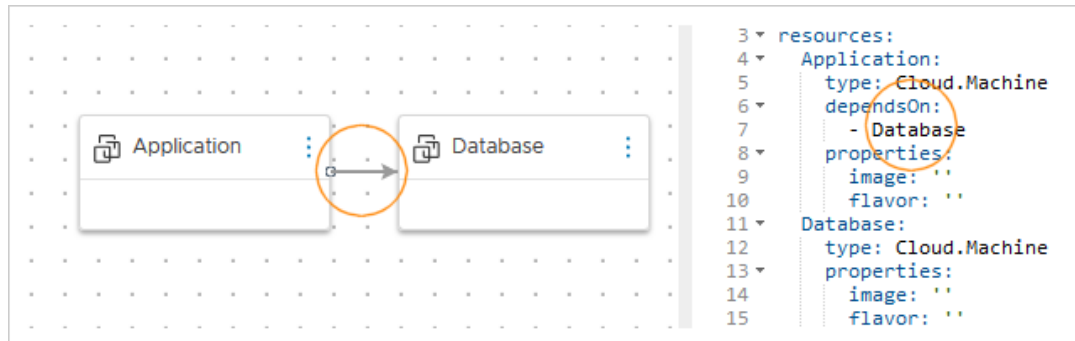 Application
Database
3 resources:
4 Application:
5 type: Cloud.Machine
6 dependsOn:
7 - Database
8 properties:
9 image: ''
10 flavor: ''
11 Database:
12 type: Cloud.Machine
13 properties:
14 image: ''
15 flavor: ''